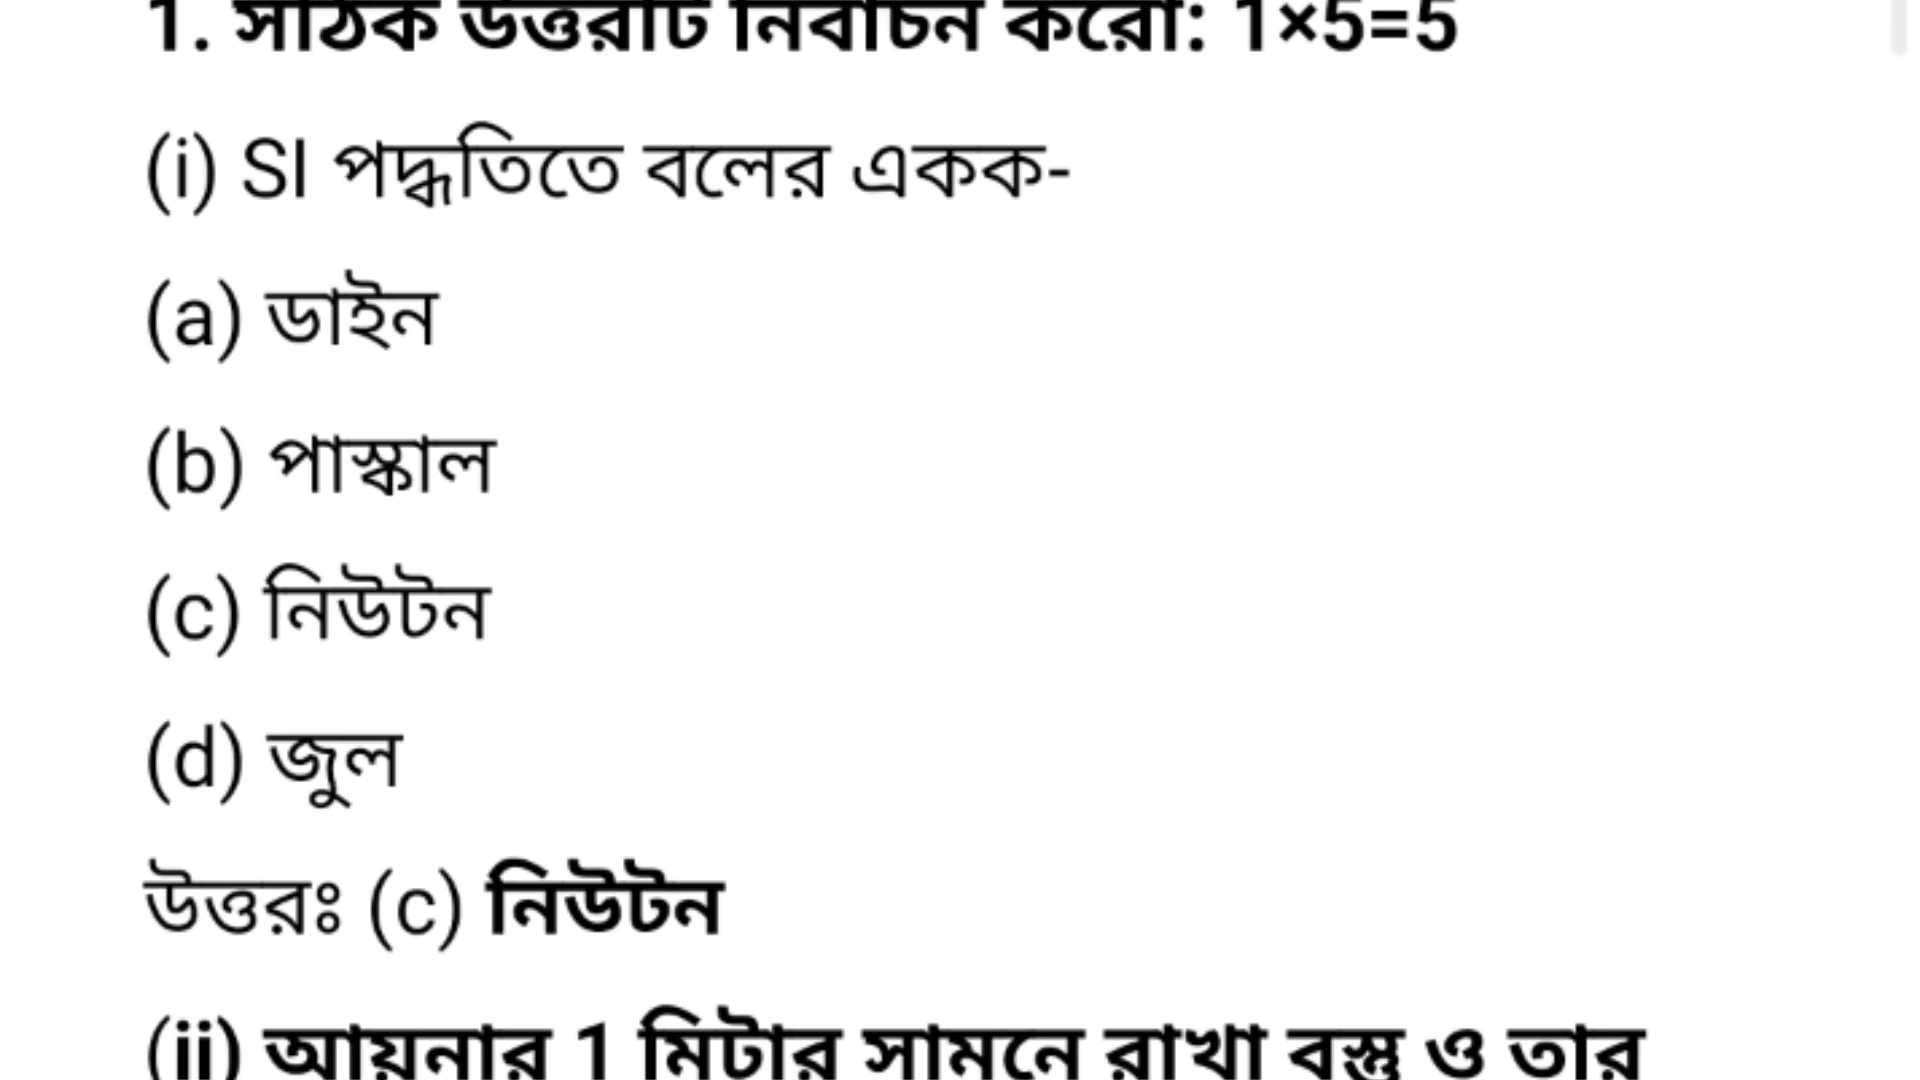 1. সঠিক উত্তরটি নির্বাচন করো: 1×5=5
(i) SI পদ্ধতিতে বলের একক-
(a) ডাইন
(b) পাস্কাল
(c) নিউটন
(d) জুল
উত্তরঃ (c) নিউটন
(ii) আয়নার 1 মিটার সামনে রাখা বস্তু ও তার